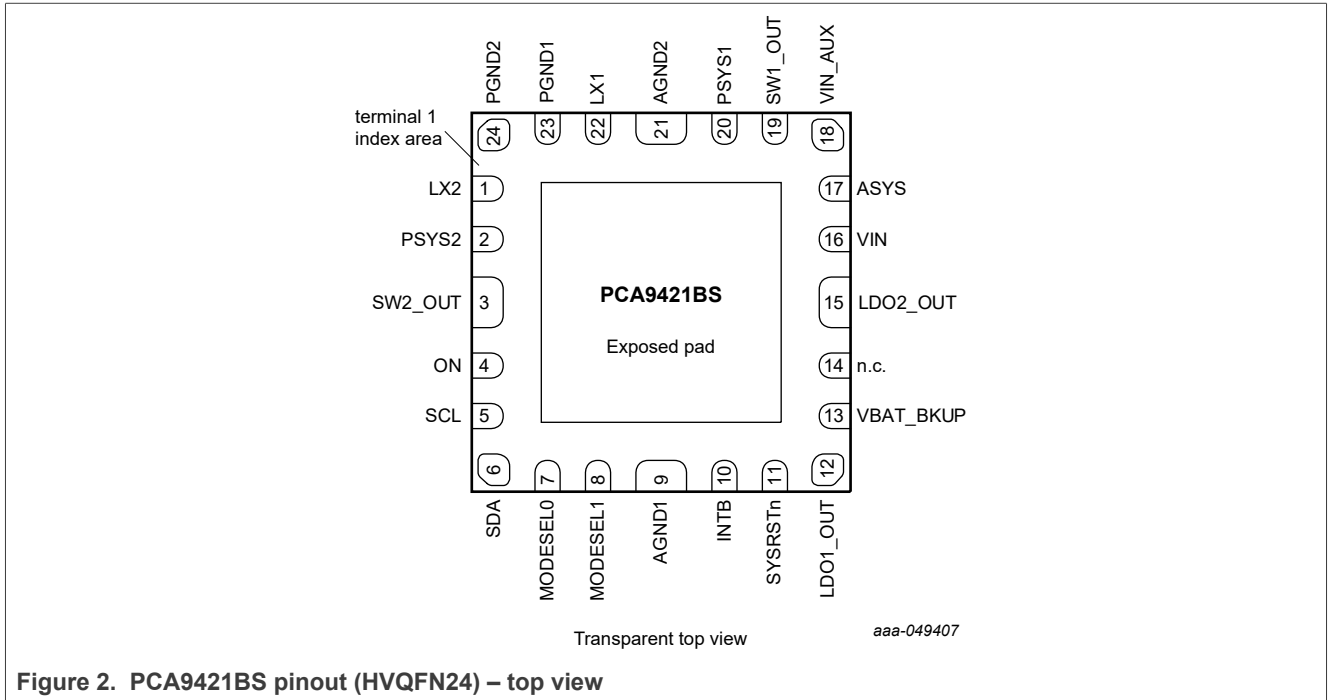 PGND2
PGND1
LX1
AGND2
PSYS1
SW1_OUT
VIN_AUX
terminal 1
index area
24
23
22
21
20
19
18
LX2 1
17 ASYS
PSYS2 2
16 VIN
SW2_OUT 3
PCA9421BS
15 LDO2_OUT
Exposed pad
ON 4
14 n.c.
SCL 5
13 VBAT_BKUP
6
7
8
9
10
11
12
SDA
MODESEL0
MODESEL1
AGND1
INTB
SYSRSTn
LDO1_OUT
Transparent top view
aaa-049407
Figure 2. PCA9421BS pinout (HVQFN24) – top view